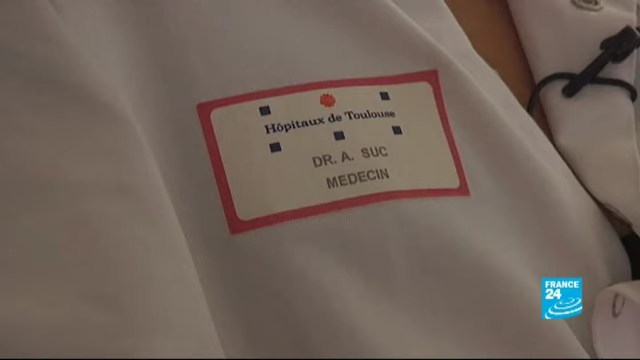 Hôpitaux de Toulouse
DR. A. SUC
MEDECIN
FRANCE
24